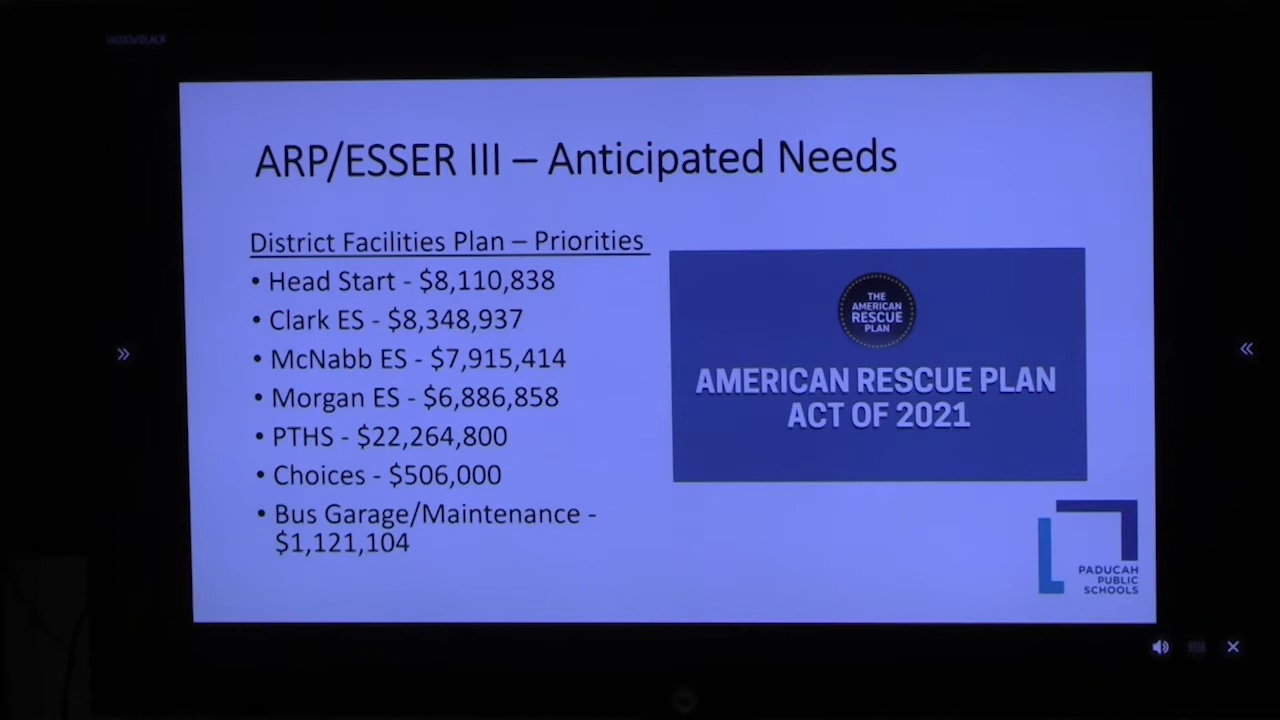 ARP/ESSER III – Anticipated Needs
District Facilities Plan – Priorities
• Head Start - $8,110,838
• Clark ES - $8,348,937
• McNabb ES - $7,915,414
• Morgan ES - $6,886,858
• PTHS - $22,264,800
• Choices - $506,000
• Bus Garage/Maintenance -
$1,121,104
THE
AMERICAN
RESCUE
PLAN
AMERICAN RESCUE PLAN
ACT OF 2021
PADUCAH
PUBLIC
SCHOOLS